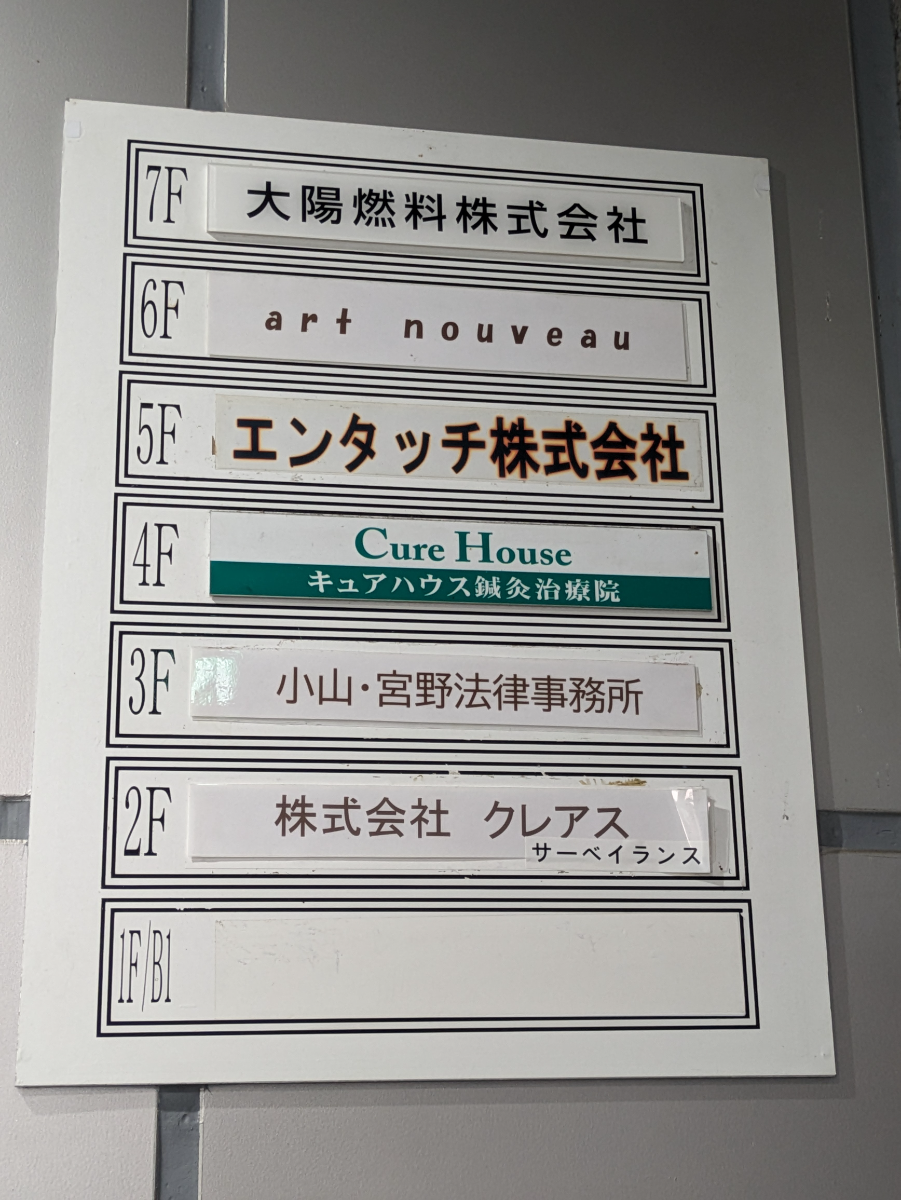 7F 大陽燃料株式会社
6F art nouveau
5F エンタッチ株式会社
4F Cure House
キュアハウス鍼灸治療院
3F 小山・宮野法律事務所
2F 株式会社 クレアス
サーベイランス
1F/B1